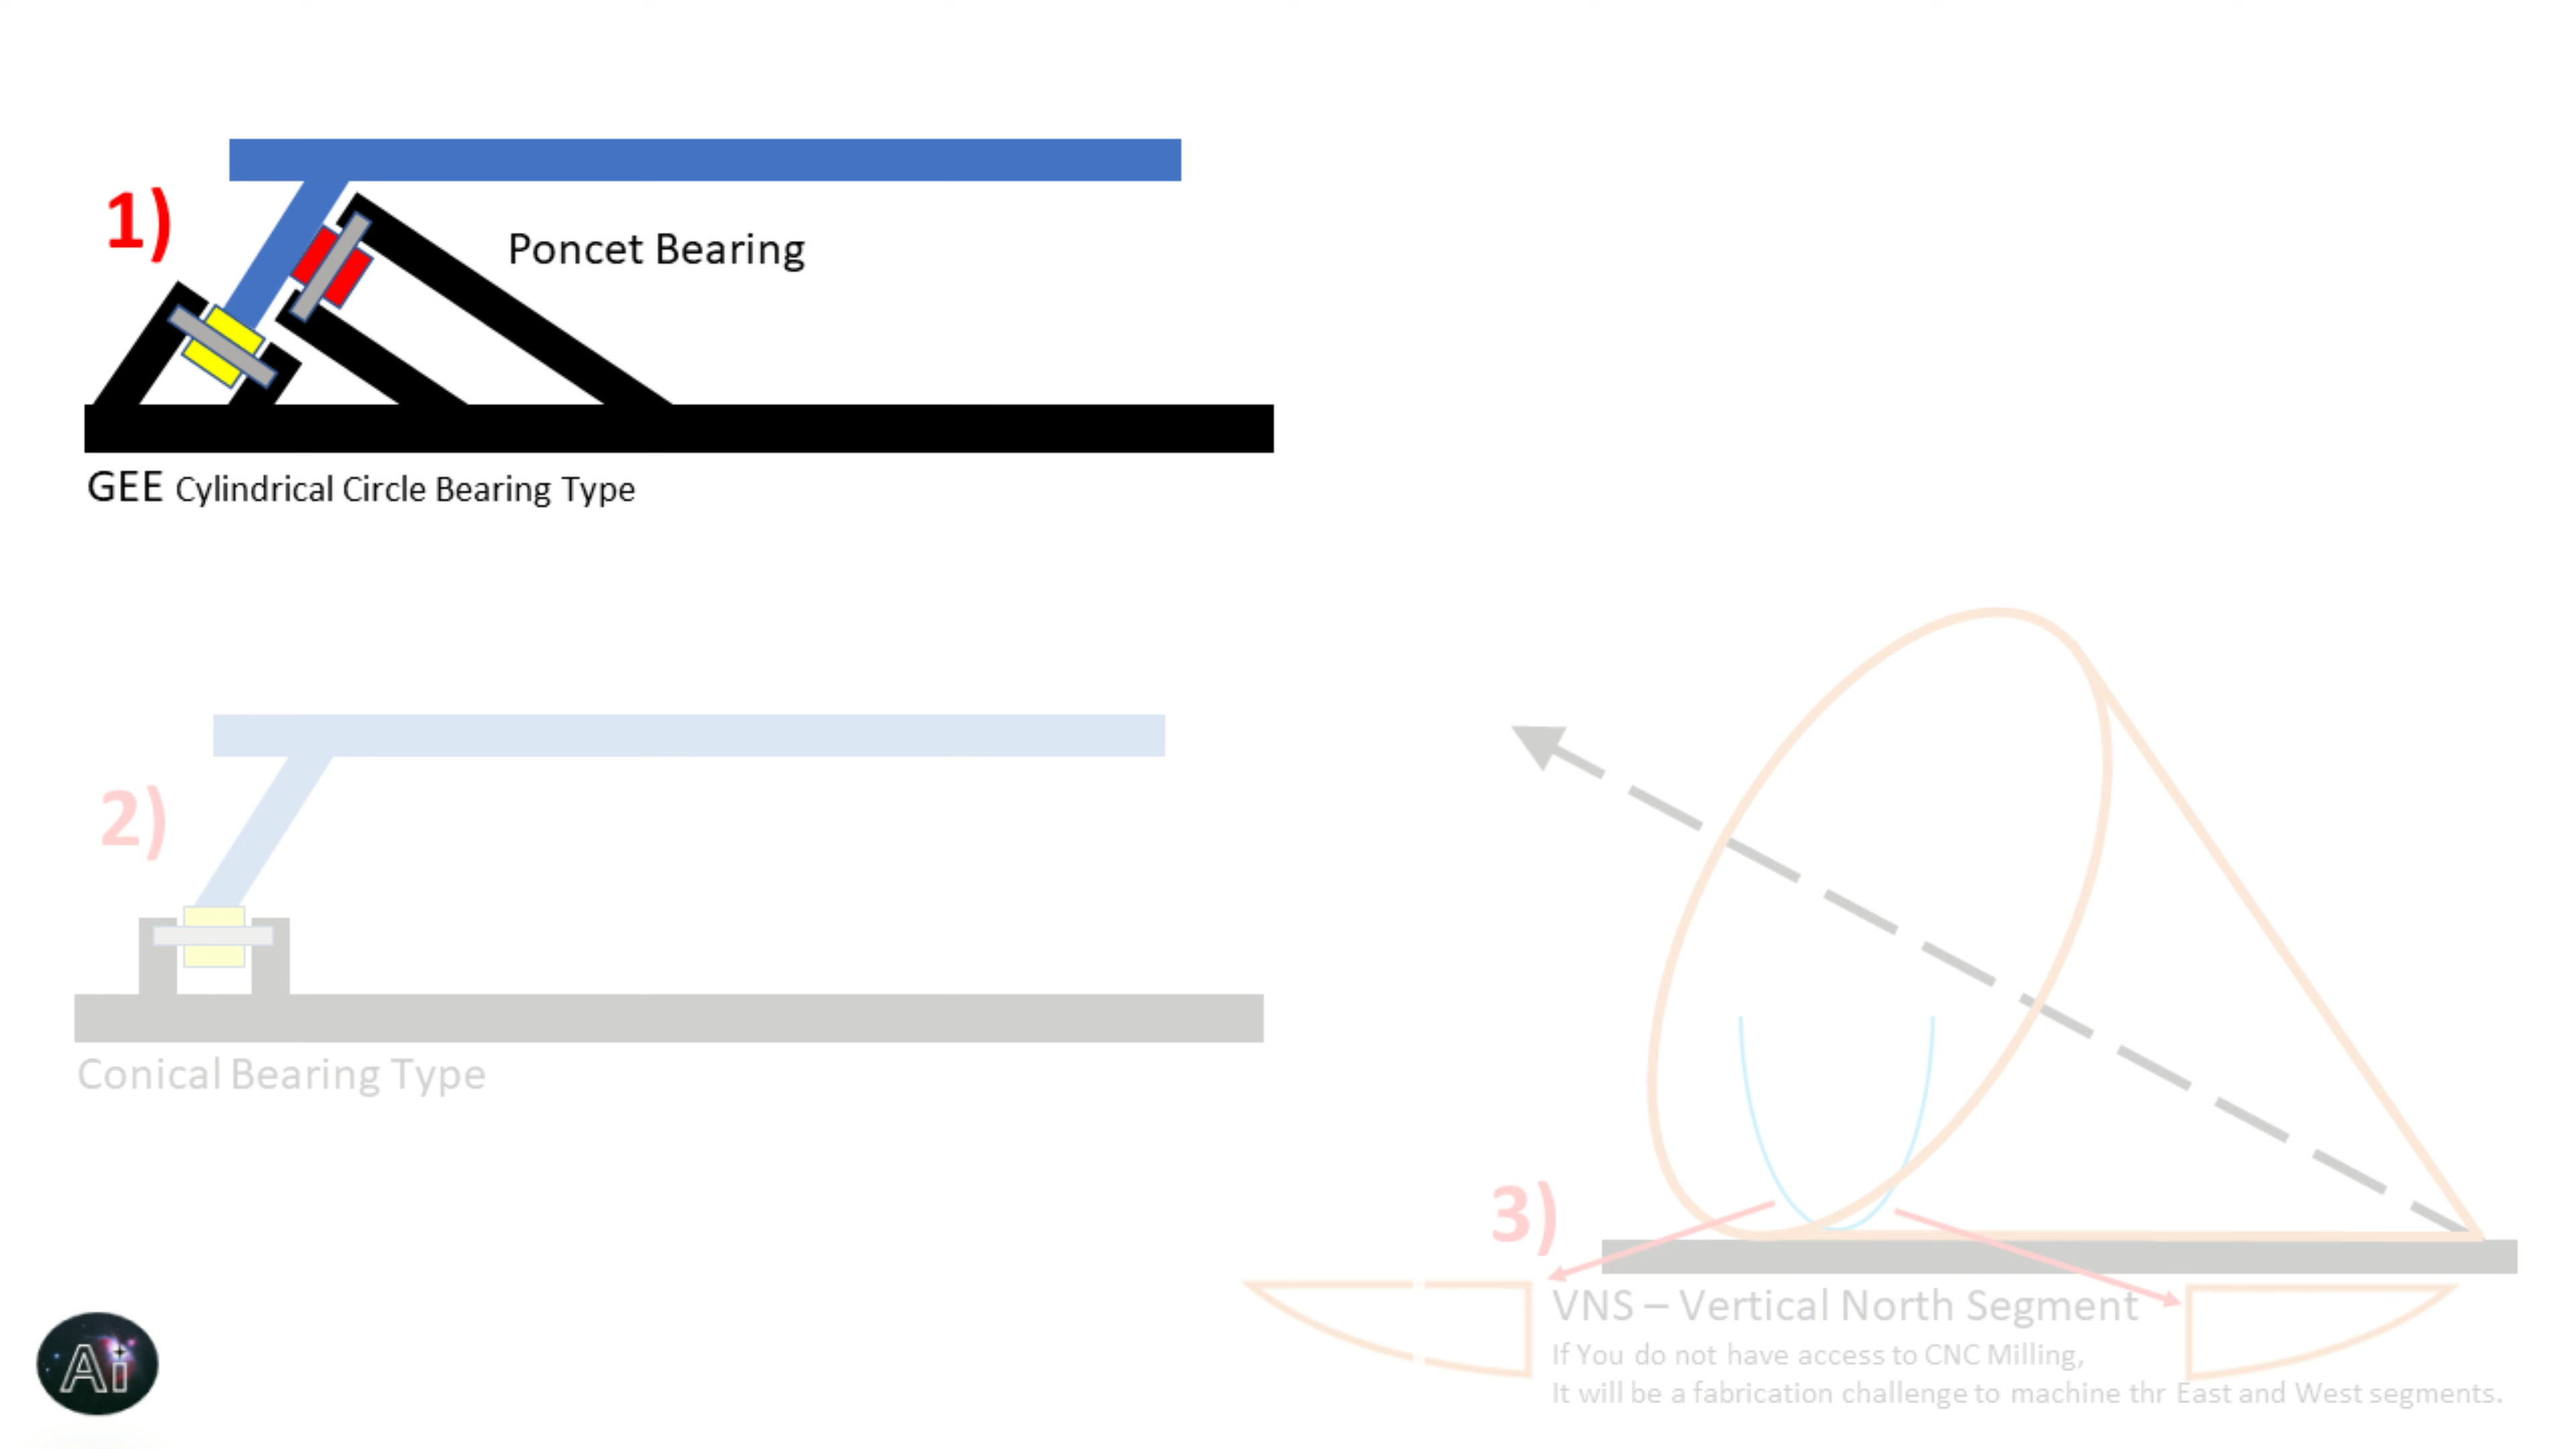 1)
Poncet Bearing
GEE Cylindrical Circle Bearing Type
2)
Conical Bearing Type
3)
VNS – Vertical North Segment
If You do not have access to CNC Milling,
It will be a fabrication challenge to machine thr East and West segments.
Ai